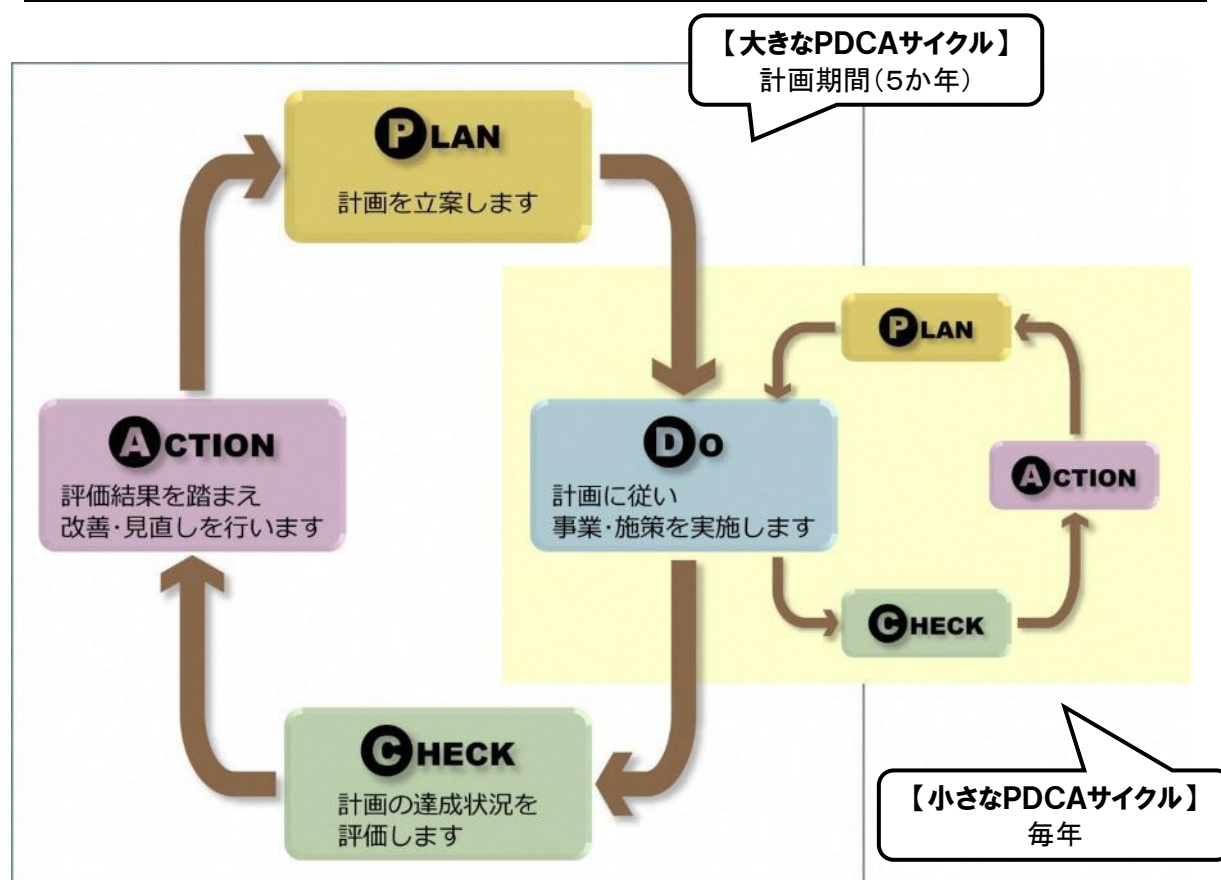 【大きなPDCAサイクル】
計画期間(5か年)
PLAN
計画を立案します
PLAN
ACTION
評価結果を踏まえ
改善・見直しを行います
DO
計画に従い
事業・施策を実施します
ACTION
CHECK
CHECK
計画の達成状況を
評価します
【小さなPDCAサイクル】
毎年